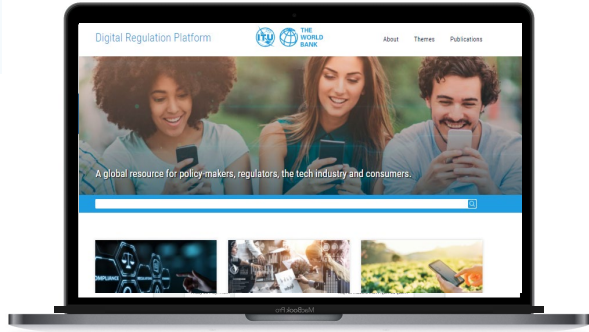 Digital Regulation Platform
ITU
THE
WORLD
BANK
About
Themes
Publications
A global resource for policy-makers, regulators, the tech industry and consumers.
COMPLIANCE
MacBook Pro